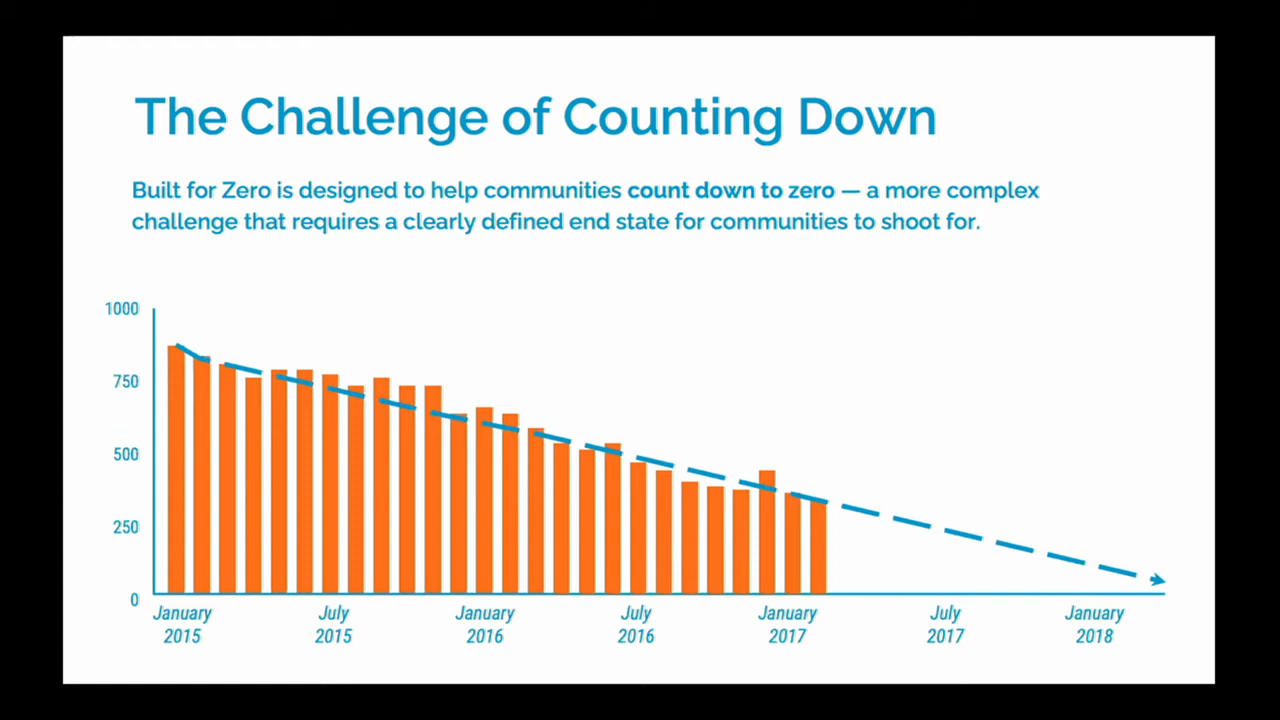 The Challenge of Counting Down
Built for Zero is designed to help communities count down to zero — a more complex
challenge that requires a clearly defined end state for communities to shoot for.
1000
750
500
250
0
January 2015
July 2015
January 2016
July 2016
January 2017
July 2017
January 2018